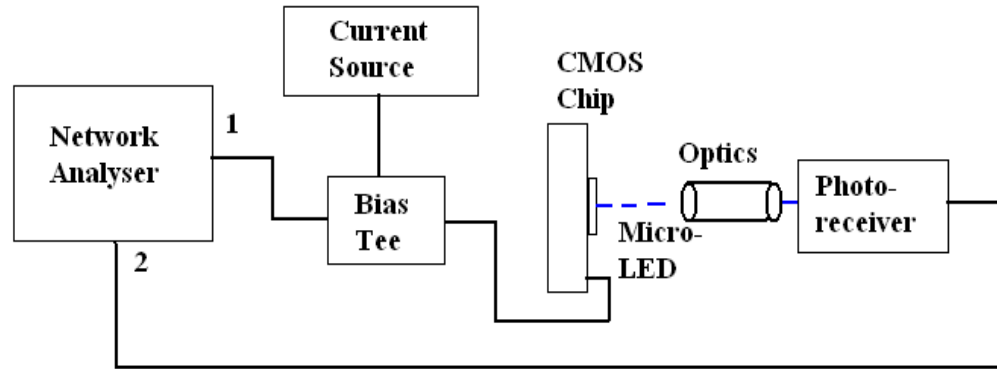 Current
Source
CMOS
Chip
Network
Analyser
1
2
Bias
Tee
Optics
Micro-
LED
Photo-
receiver